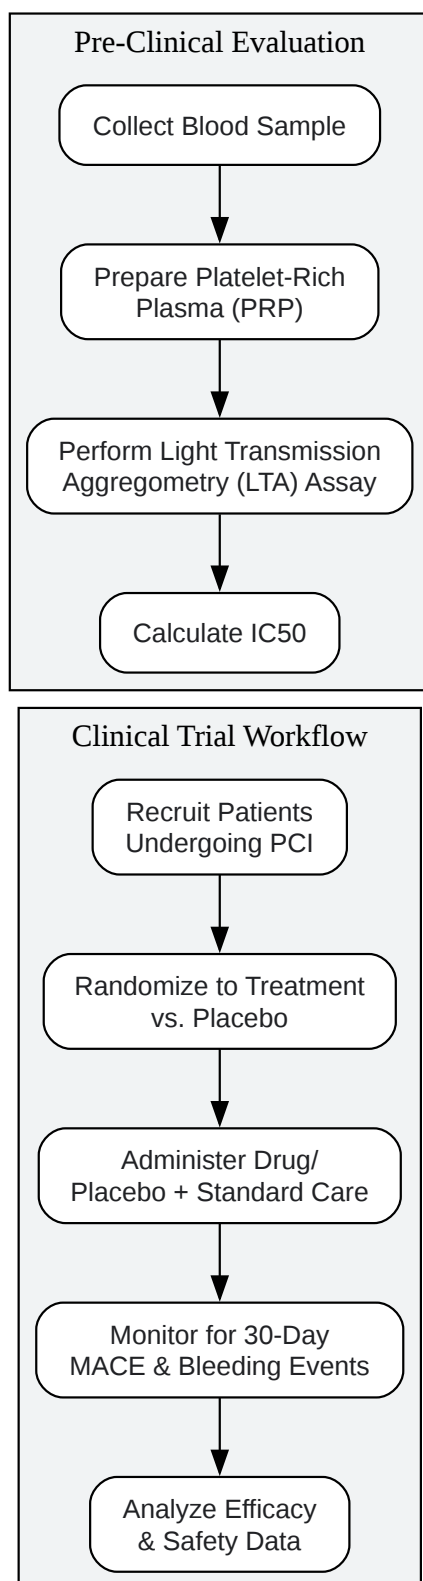 Pre-Clinical Evaluation
Collect Blood Sample
Prepare Platelet-Rich
Plasma (PRP)
Perform Light Transmission
Aggregometry (LTA) Assay
Calculate IC50
Clinical Trial Workflow
Recruit Patients
Undergoing PCI
Randomize to Treatment
vs. Placebo
Administer Drug/
Placebo + Standard Care
Monitor for 30-Day
MACE & Bleeding Events
Analyze Efficacy
& Safety Data